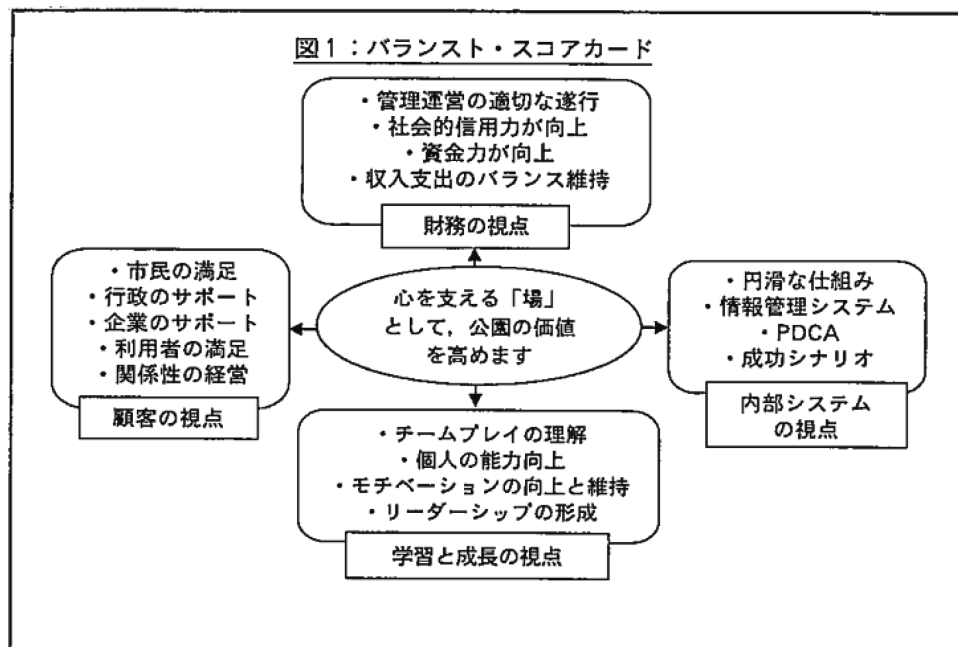 図1：バランスト・スコアカード
・管理運営の適切な遂行
・社会的信用力が向上
・資金力が向上
・収入支出のバランス維持
財務の視点
・市民の満足
・行政のサポート
・企業のサポート
・利用者の満足
・関係性の経営
顧客の視点
心を支える「場」
として，公園の価値
を高めます
・円滑な仕組み
・情報管理システム
・PDCA
・成功シナリオ
内部システム
の視点
・チームプレイの理解
・個人の能力向上
・モチベーションの向上と維持
・リーダーシップの形成
学習と成長の視点